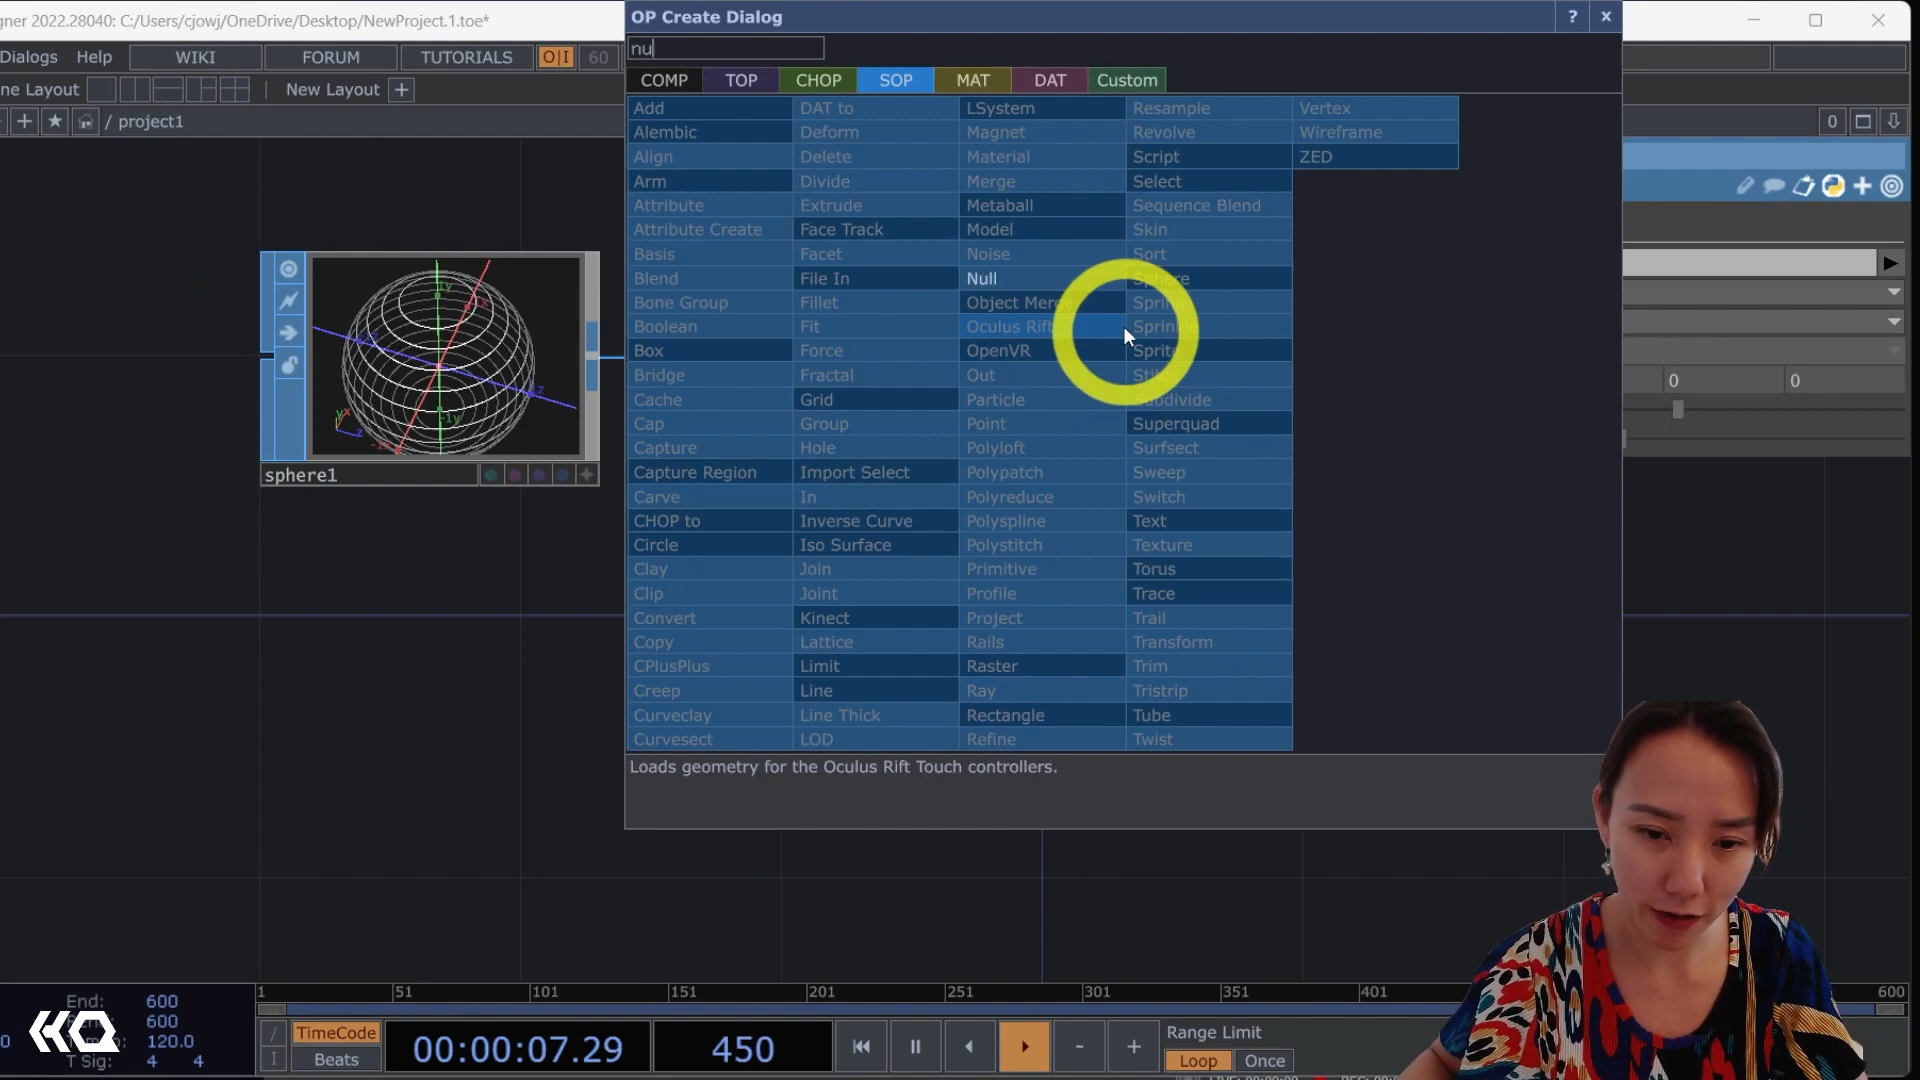 gner 2022.28040: C:/Users/cjowj/OneDrive/Desktop/NewProject.1.toe*
Dialogs Help WIKI FORUM TUTORIALS O|I 60
ne Layout New Layout +
+ / project1
OP Create Dialog ? x
nu
COMP TOP CHOP SOP MAT DAT Custom
Add DAT to LSystem Resample Vertex
Alembic Deform Magnet Revolve Wireframe
Align Delete Material Script ZED
Arm Divide Merge Select
Attribute Extrude Metaball Sequence Blend
Attribute Create Face Track Model Skin
Basis Facet Noise Sort
Blend File In Null Sphere
Bone Group Fillet Object Merge
Boolean Fit Oculus Rift Sprinkle
Box Force OpenVR Sprite
Bridge Fractal Out
Cache Grid Particle Subdivide
Cap Group Point Superquad
Capture Hole Polyloft Surfsect
Capture Region Import Select Polypatch Sweep
Carve In Polyreduce Switch
CHOP to Inverse Curve Polyspline Text
Circle Iso Surface Polystitch Texture
Clay Join Primitive Torus
Clip Joint Profile Trace
Convert Kinect Project Trail
Copy Lattice Rails Transform
CPlusPlus Limit Raster Trim
Creep Line Ray Tristrip
Curveclay Line Thick Rectangle Tube
Curvesect LOD Refine Twist
Loads geometry for the Oculus Rift Touch controllers.
0
0 0
sphere1
1 51 101 151 201 251 301 351 401 600
End: 600
600
120.0
T Sig: 4 4
HQ
TimeCode
Beats
00:00:07.29
450
- +
Range Limit
Loop Once